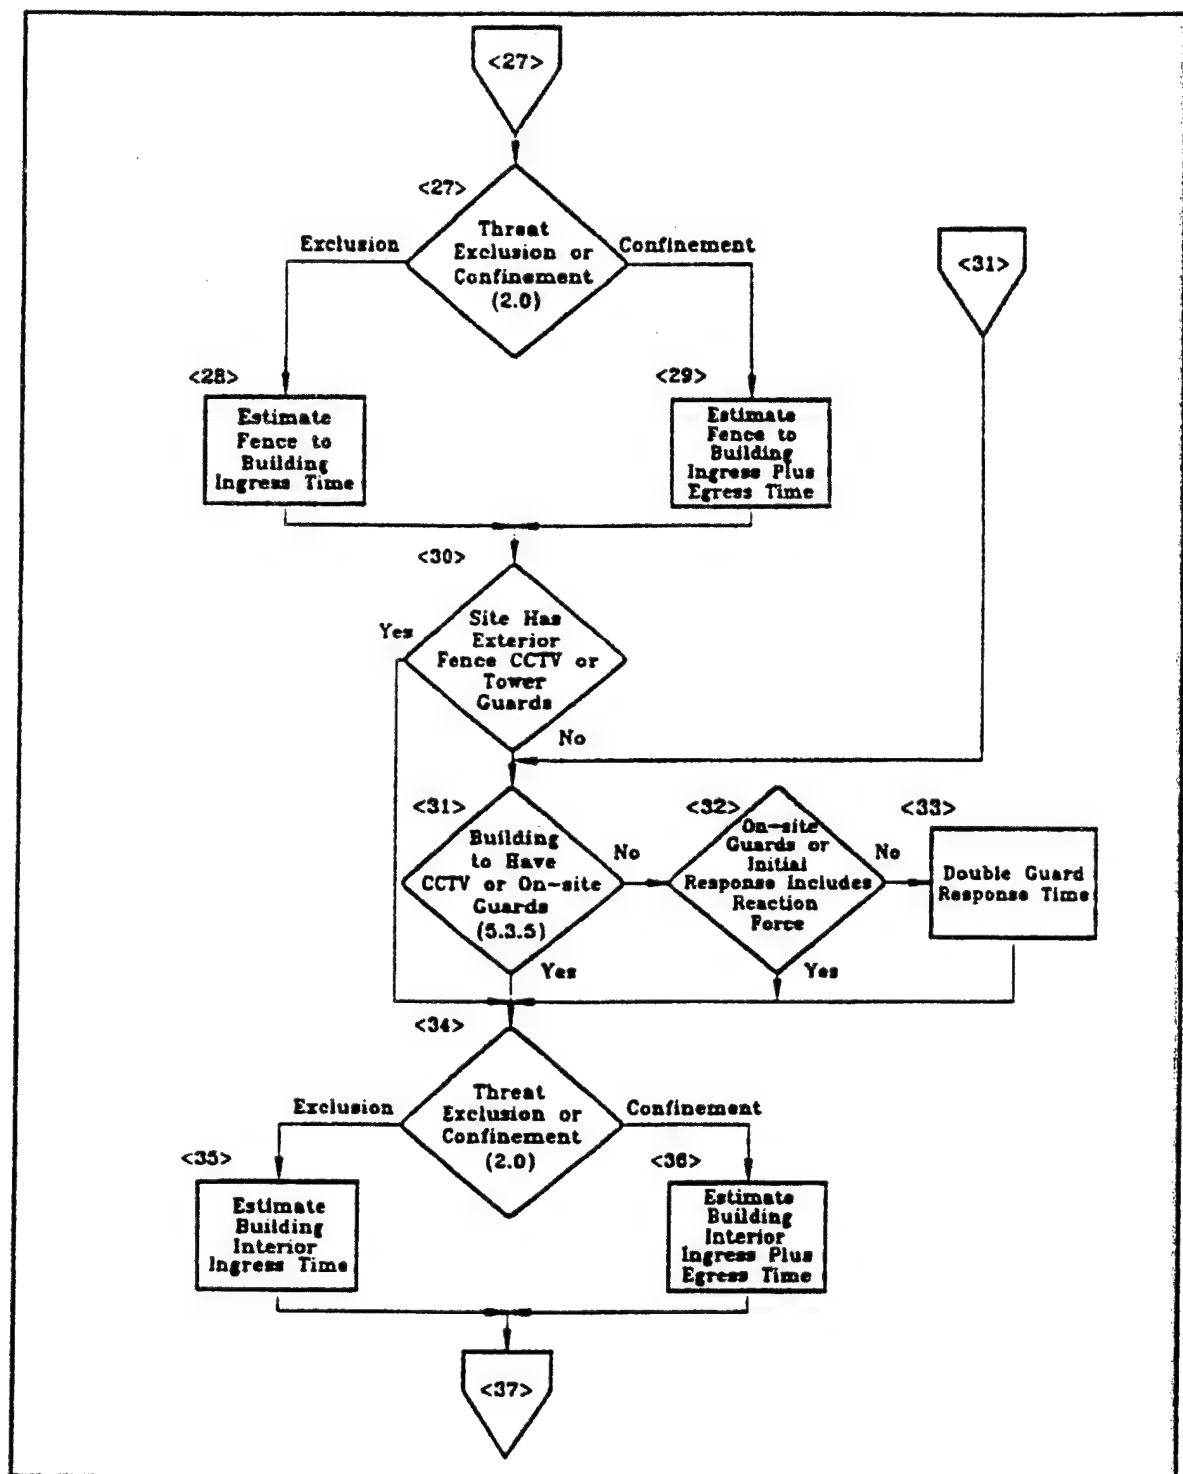 <27>
<27>
Threat
Exclusion or
Confinement
(2.0)
Exclusion
Confinement
<31>
<28>
Estimate
Fence to
Building
Ingress Time
<29>
Estimate
Fence to
Building
Ingress Plus
Egress Time
<30>
Site Has
Exterior
Fence CCTV or
Tower
Guards
Yes
No
<31>
Building
to Have
CCTV or On-site
Guards
(5.3.5)
No
Yes
<32>
On-site
Guards or
Initial
Response Includes
Reaction
Force
No
Yes
<33>
Double Guard
Response Time
<34>
Threat
Exclusion or
Confinement
(2.0)
Exclusion
Confinement
<35>
Estimate
Building
Interior
Ingress Time
<36>
Estimate
Building
Interior
Ingress Plus
Egress Time
<37>